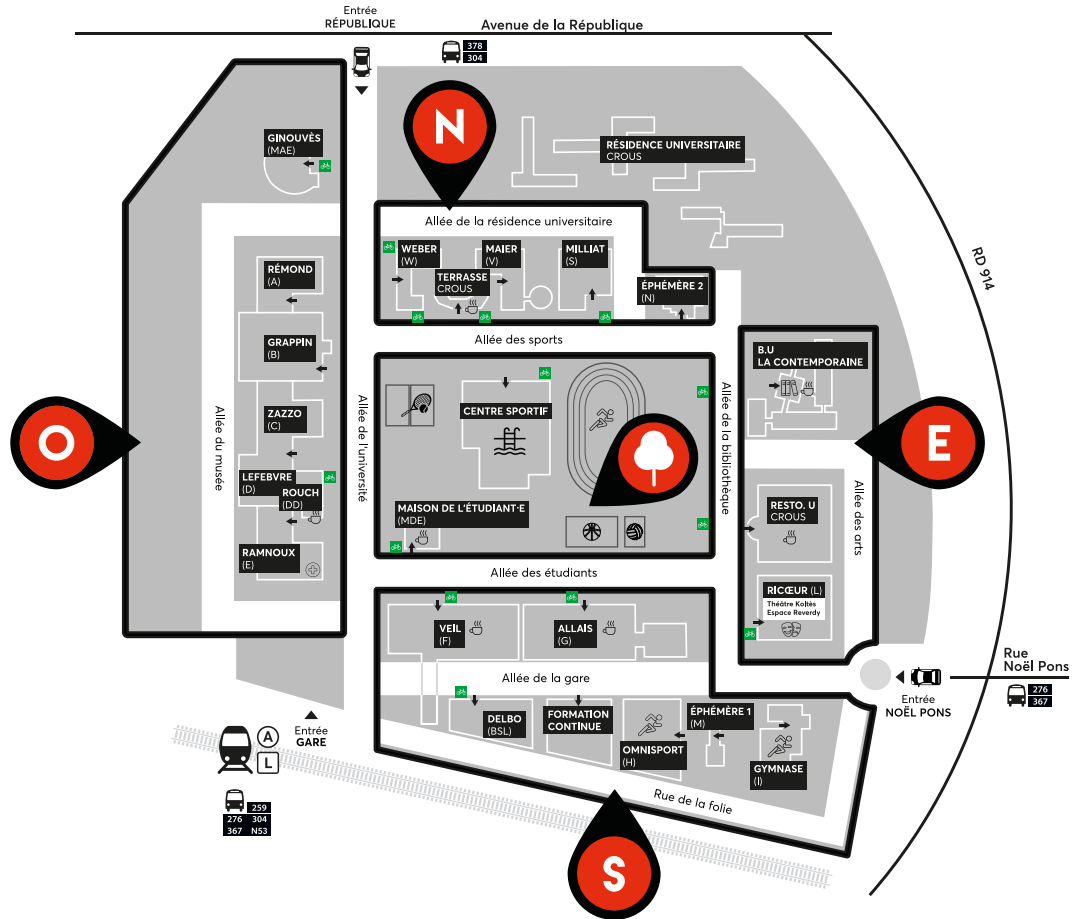 Entrée
RÉPUBLIQUE
Avenue de la République
378
304
N
GINOUVÈS
(MAE)
RÉSIDENCE UNIVERSITAIRE
CROUS
Allée de la résidence universitaire
WEBER
(W)
MAIER
(V)
MILLIAT
(S)
TERRASSE
CROUS
ÉPHÉMÈRE 2
(N)
RD 914
RÉMOND
(A)
GRAPPIN
(B)
Allée des sports
B.U
LA CONTEMPORAINE
ZAZZO
(C)
CENTRE SPORTIF
O
E
Allée du musée
Allée de l'université
Allée de la bibliothèque
Allée des arts
LEFEBVRE
(D)
ROUCH
(DD)
MAISON DE L'ÉTUDIANT·E
(MDE)
RESTO. U
CROUS
RAMNOUX
(E)
Allée des étudiants
RICŒUR (L)
Théâtre Koltès
Espace Reverdy
VEIL
(F)
ALLAIS
(G)
Allée de la gare
Rue
Noël Pons
276
367
Entrée
NOËL PONS
DELBO
(BSL)
FORMATION
CONTINUE
ÉPHÉMÈRE 1
(M)
OMNISPORT
(H)
GYMNASE
(I)
Entrée
GARE
A
L
259
276 304
367 N53
Rue de la folie
S